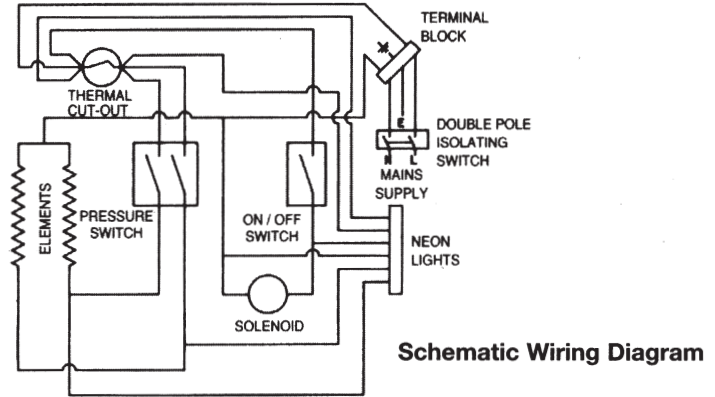 TERMINAL
BLOCK
THERMAL
CUT-OUT
E
DOUBLE POLE
ISOLATING
SWITCH
N L
MAINS
SUPPLY
ELEMENTS
PRESSURE
SWITCH
ON / OFF
SWITCH
NEON
LIGHTS
SOLENOID
Schematic Wiring Diagram